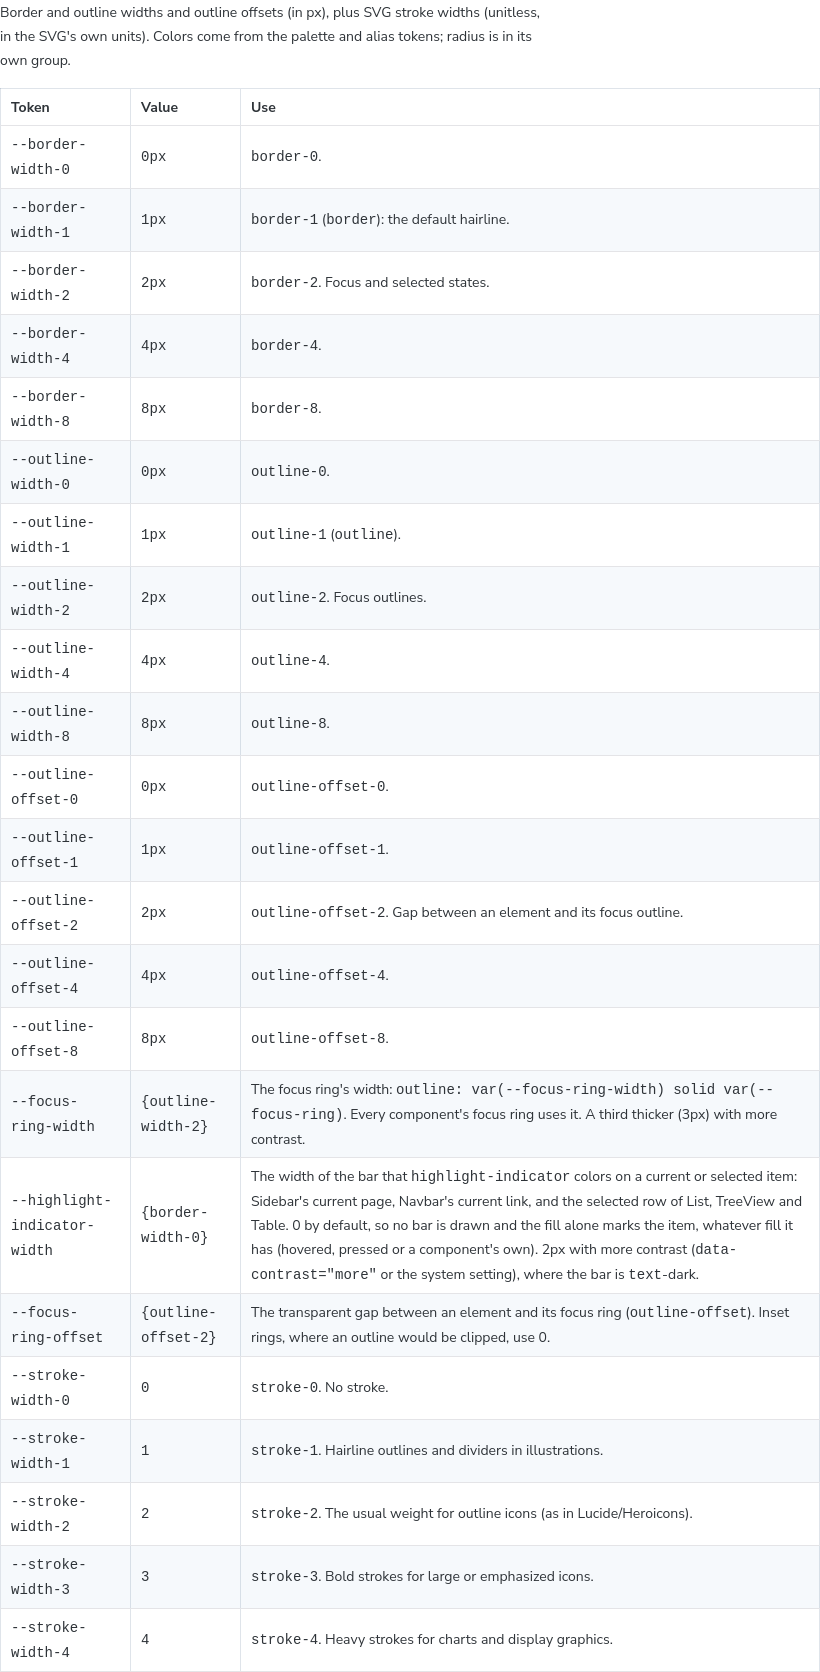 Border and outline widths and outline offsets (in px), plus SVG stroke widths (unitless,
in the SVG's own units). Colors come from the palette and alias tokens; radius is in its
own group.
Token Value Use
--border-
width-0
0px
border-0.
--border-
width-1
1px
border-1 (border): the default hairline.
--border-
width-2
2px
border-2. Focus and selected states.
--border-
width-4
4px
border-4.
--border-
width-8
8px
border-8.
--outline-
width-0
0px
outline-0.
--outline-
width-1
1px
outline-1 (outline).
--outline-
width-2
2px
outline-2. Focus outlines.
--outline-
width-4
4px
outline-4.
--outline-
width-8
8px
outline-8.
--outline-
offset-0
0px
outline-offset-0.
--outline-
offset-1
1px
outline-offset-1.
--outline-
offset-2
2px
outline-offset-2. Gap between an element and its focus outline.
--outline-
offset-4
4px
outline-offset-4.
--outline-
offset-8
8px
outline-offset-8.
--focus-
ring-width
{outline-
width-2}
The focus ring's width: outline: var(--focus-ring-width) solid var(--
focus-ring). Every component's focus ring uses it. A third thicker (3px) with more
contrast.
--highlight-
indicator-
width
{border-
width-0}
The width of the bar that highlight-indicator colors on a current or selected item:
Sidebar's current page, Navbar's current link, and the selected row of List, TreeView and
Table. 0 by default, so no bar is drawn and the fill alone marks the item, whatever fill it
has (hovered, pressed or a component's own). 2px with more contrast (data-
contrast="more" or the system setting), where the bar is text-dark.
--focus-
ring-offset
{outline-
offset-2}
The transparent gap between an element and its focus ring (outline-offset). Inset
rings, where an outline would be clipped, use 0.
--stroke-
width-0
0
stroke-0. No stroke.
--stroke-
width-1
1
stroke-1. Hairline outlines and dividers in illustrations.
--stroke-
width-2
2
stroke-2. The usual weight for outline icons (as in Lucide/Heroicons).
--stroke-
width-3
3
stroke-3. Bold strokes for large or emphasized icons.
--stroke-
width-4
4
stroke-4. Heavy strokes for charts and display graphics.